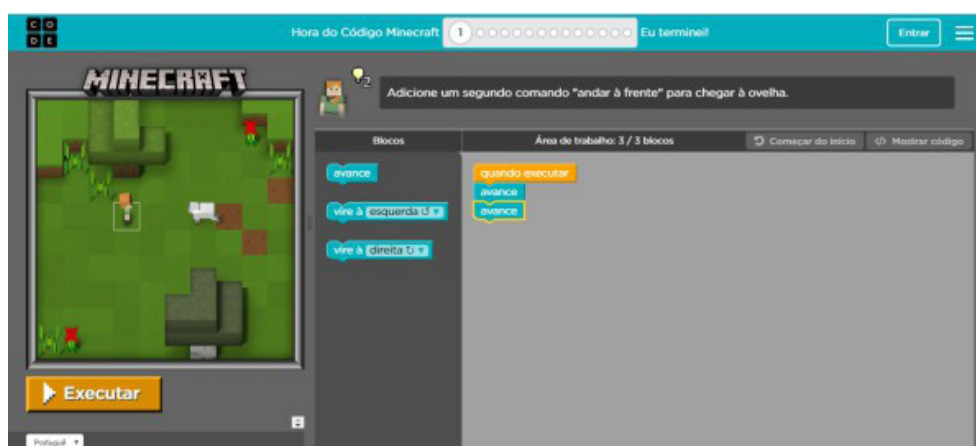 C O
D E
Hora do Código Minecraft
1
Eu terminei!
Entrar
MINECRAFT
2
Adicione um segundo comando "andar à frente" para chegar à ovelha.
Blocos
Área de trabalho: 3 / 3 blocos
Começar do início
</> Mostrar código
avance
vire à esquerda ↺ ▼
vire à direita ↻ ▼
quando executar
avance
avance
Executar